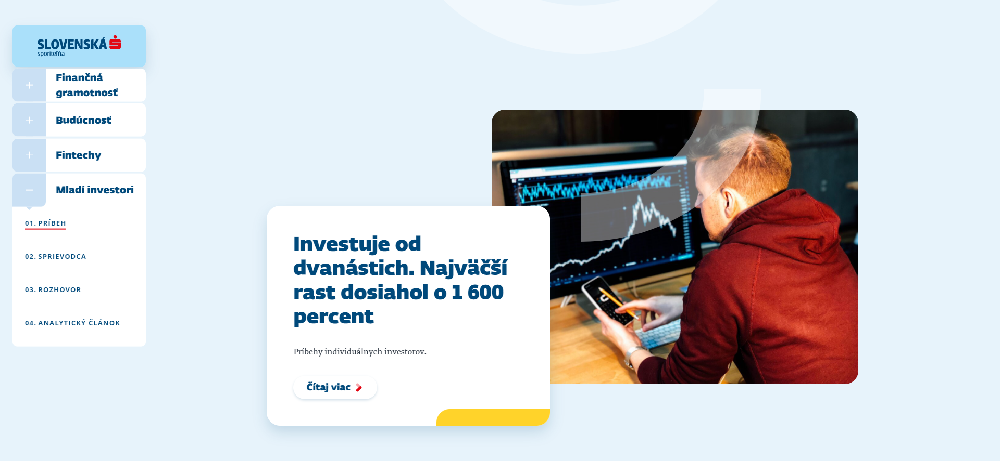 SLOVENSKÁ
sporiteľňa
Finančná
gramotnosť
Budúcnosť
Fintechy
Mladí investori
01. PRÍBEH
02. SPRIEVODCA
03. ROZHOVOR
04. ANALYTICKÝ ČLÁNOK
Investuje od
dvanástich. Najväčší
rast dosiahol o 1 600
percent
Príbehy individuálnych investorov.
Čítaj viac